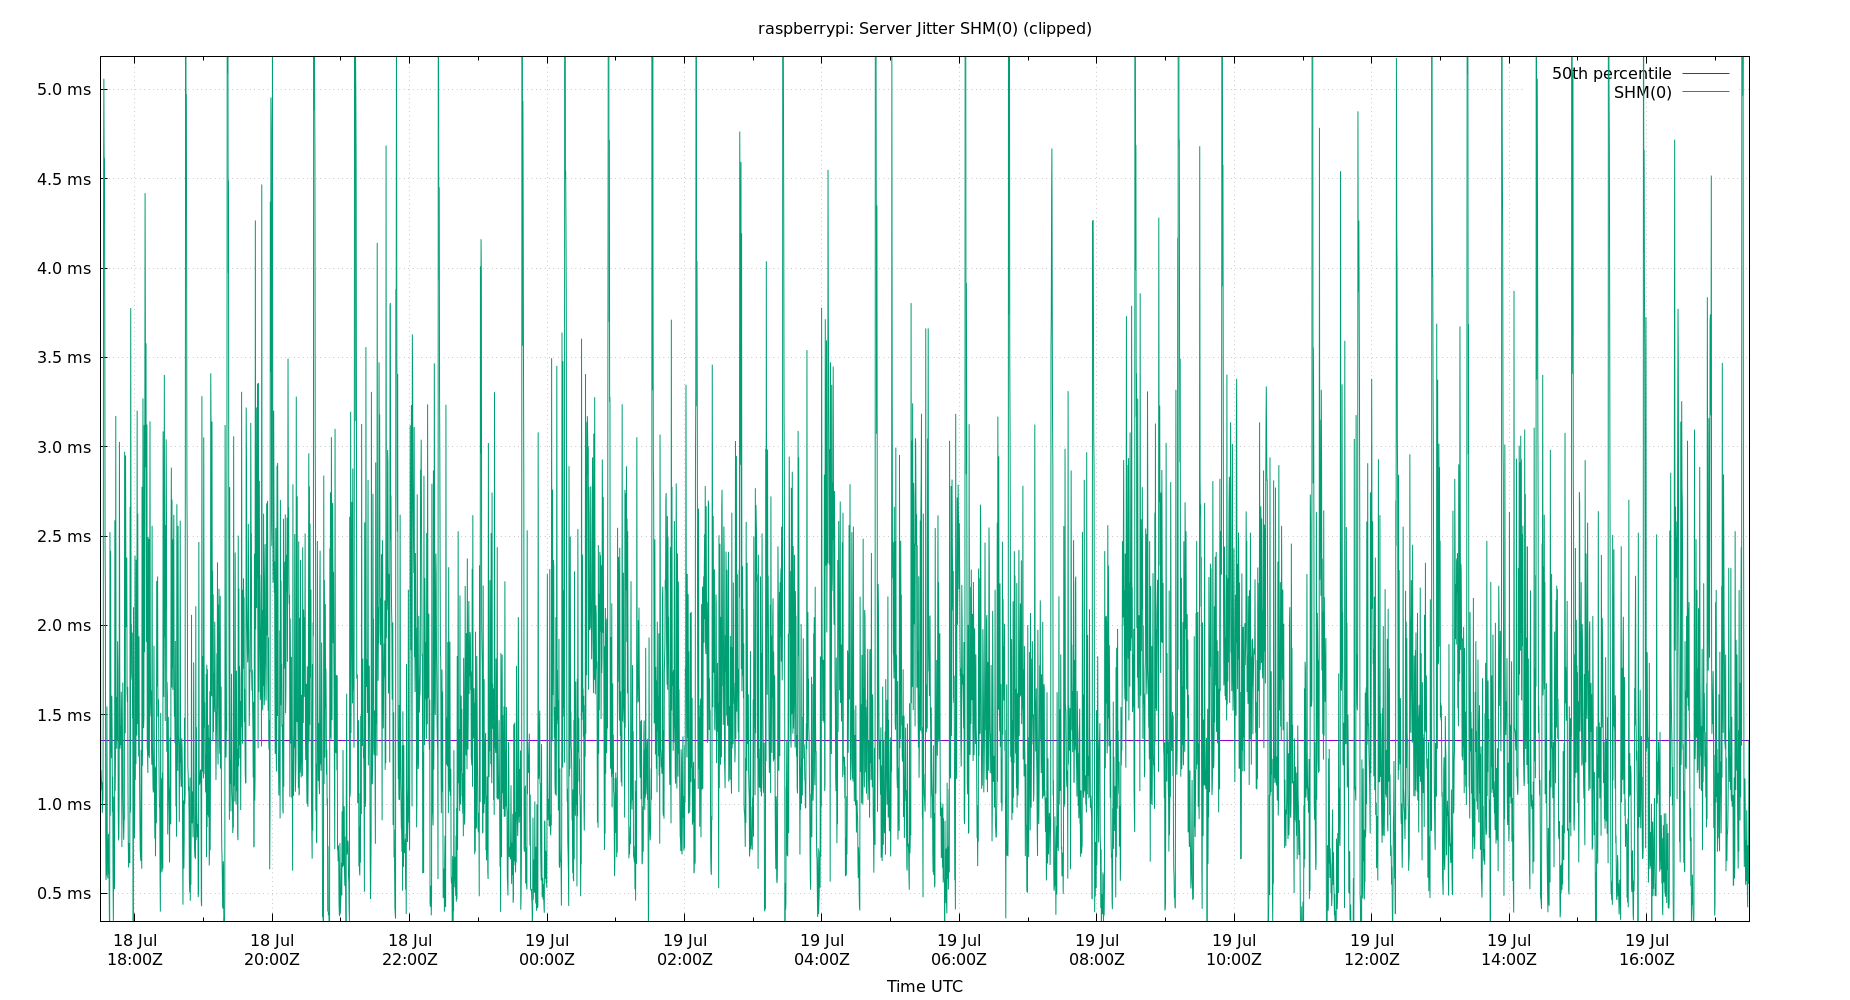 raspberrypi: Server Jitter SHM(0) (clipped)
50th percentile
SHM(0)
5.0 ms
4.5 ms
4.0 ms
3.5 ms
3.0 ms
2.5 ms
2.0 ms
1.5 ms
1.0 ms
0.5 ms
18 Jul 18 Jul 18 Jul 19 Jul 19 Jul 19 Jul 19 Jul 19 Jul 19 Jul 19 Jul 19 Jul 19 Jul
18:00Z 20:00Z 22:00Z 00:00Z 02:00Z 04:00Z 06:00Z 08:00Z 10:00Z 12:00Z 14:00Z 16:00Z
Time UTC